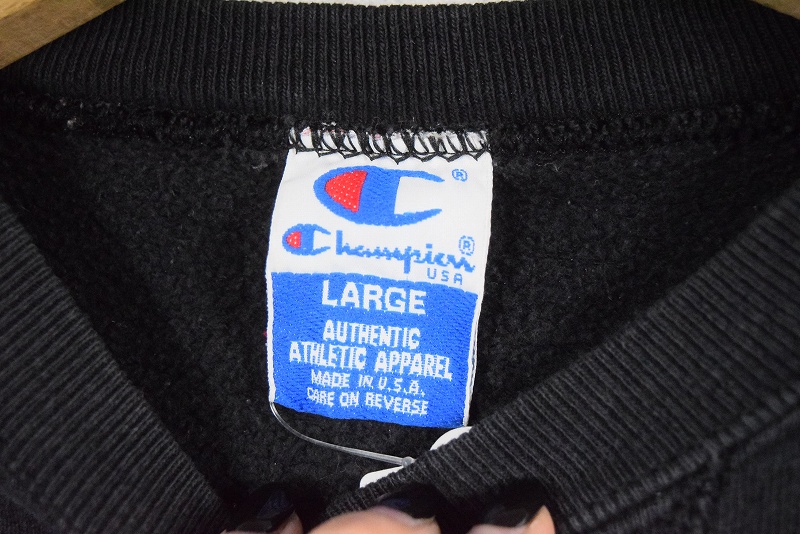 ®
Champion®
USA
LARGE
AUTHENTIC
ATHLETIC APPAREL
MADE IN U.S.A.
CARE ON REVERSE